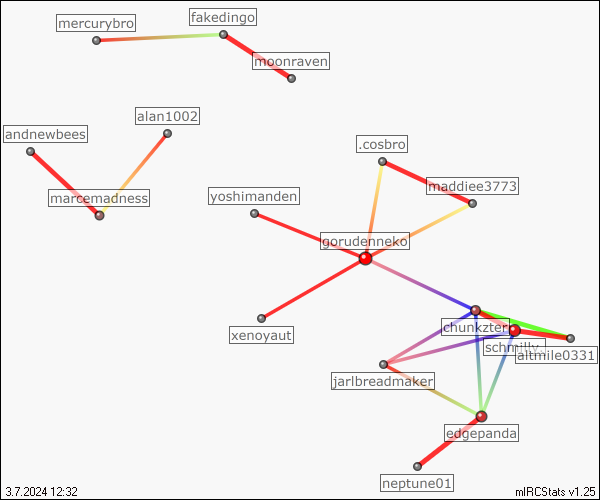 fakedingo
mercurybro
moonraven
alan1002
andnewbees
.cosbro
maddiee3773
yoshimanden
marcemadness
gorudenneko
chunkzter
xenoyaut
altmile0331
jarlbreadmaker
edgepanda
neptune01
3.7.2024 12:32
mIRCStats v1.25